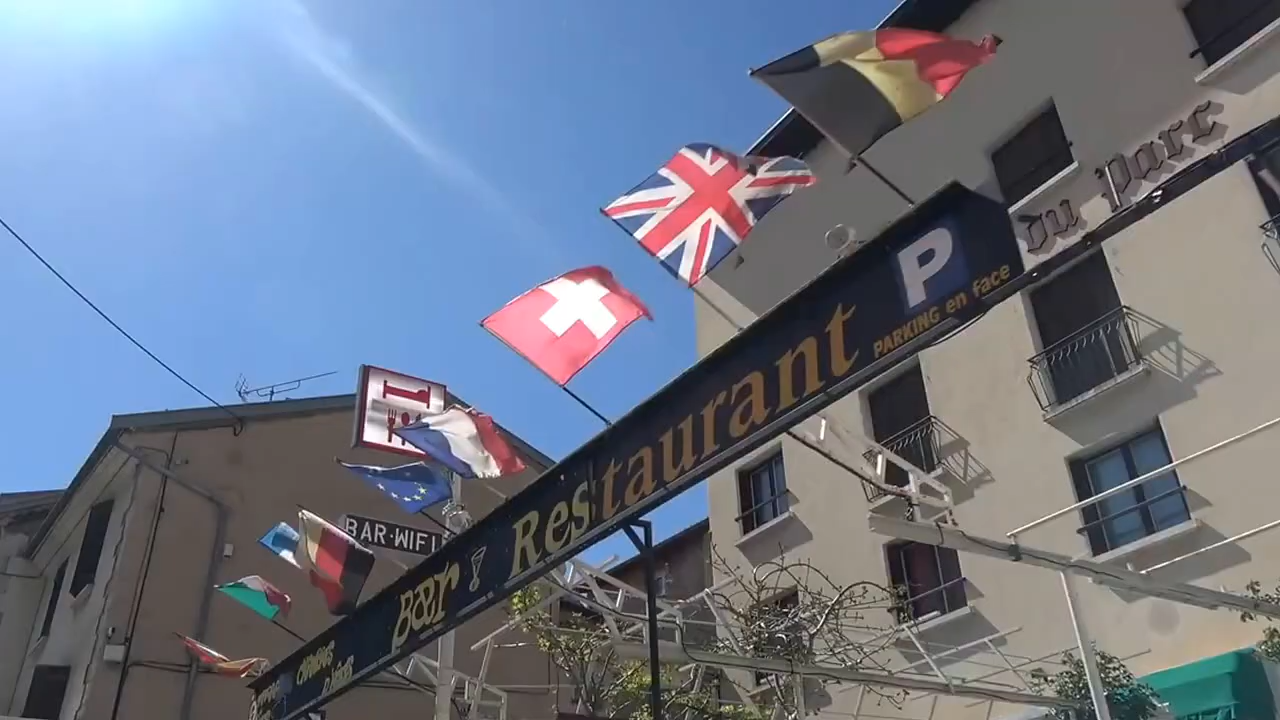 du Parc
P
PARKING en face
Restaurant
BAR-WIFI
Bar